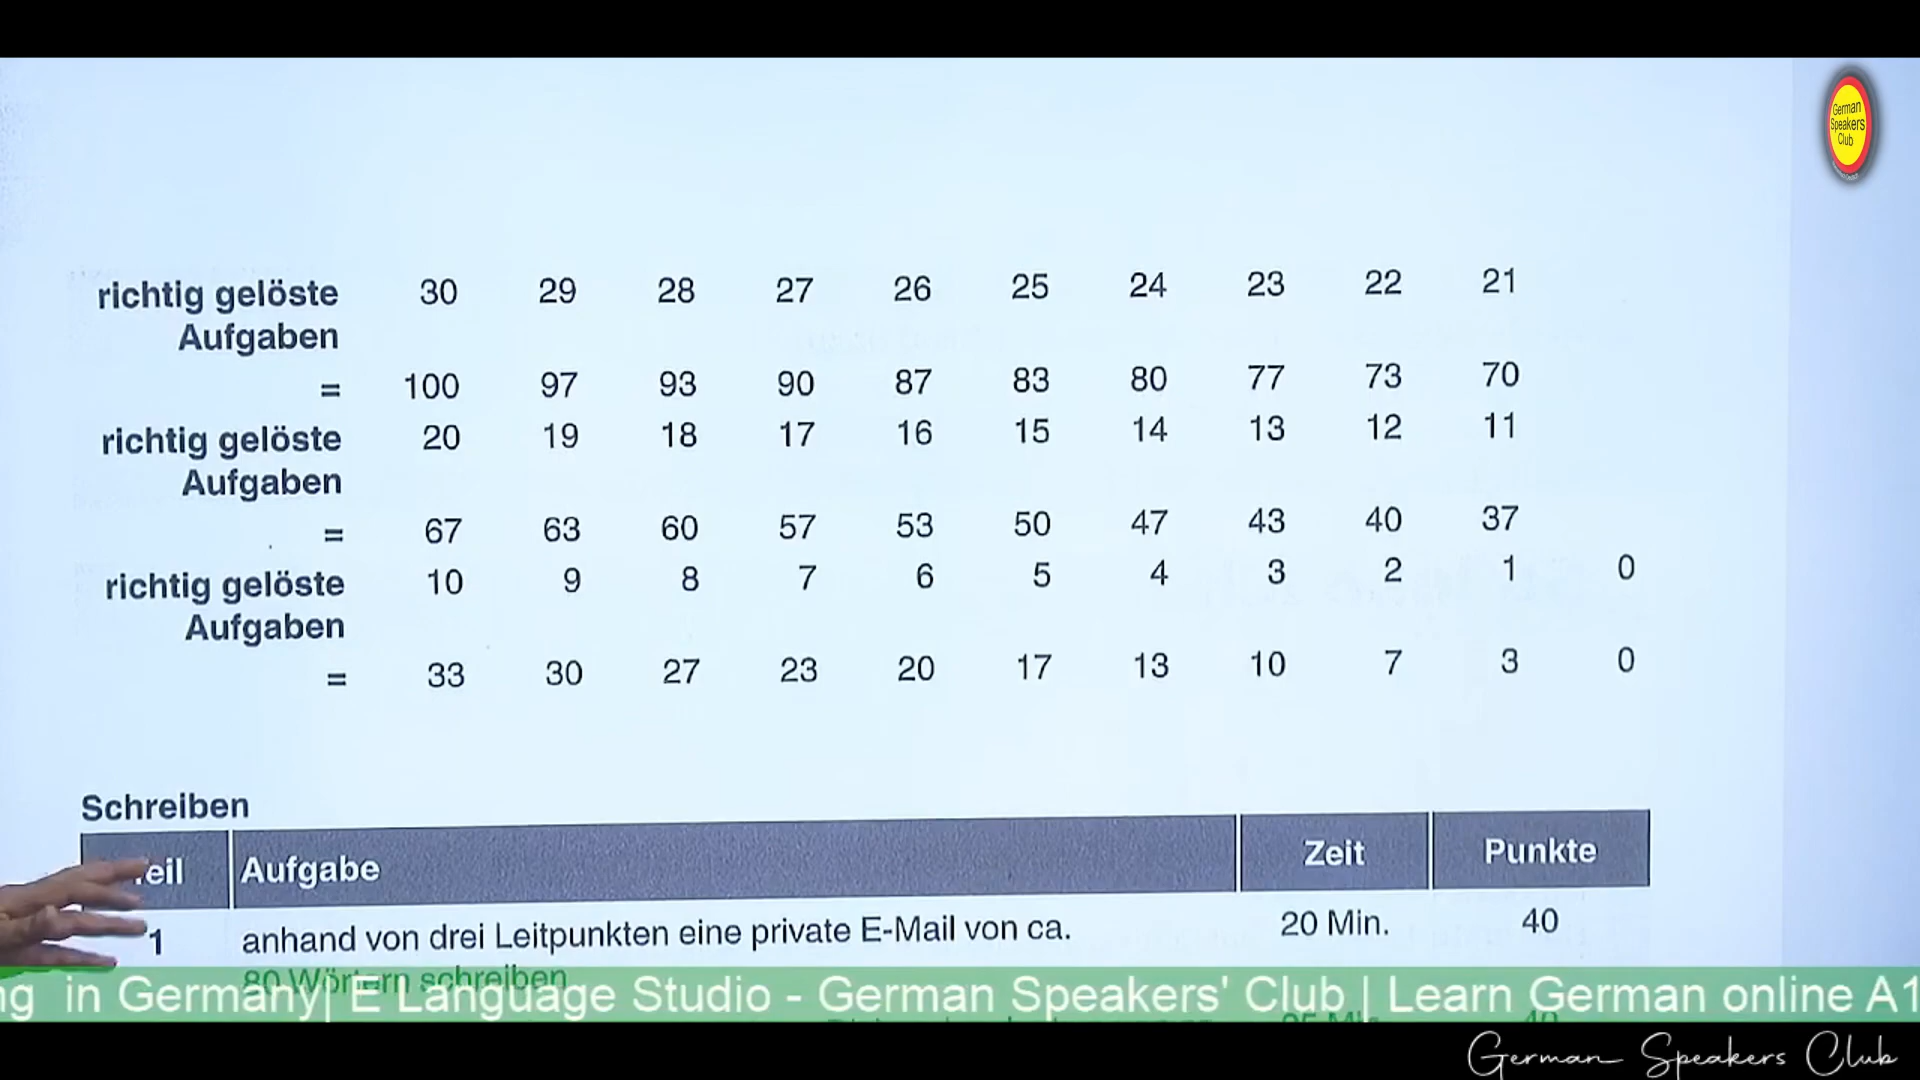 German
Speakers
Club
richtig gelöste 30 29 28 27 26 25 24 23 22 21
Aufgaben
= 100 97 93 90 87 83 80 77 73 70
richtig gelöste 20 19 18 17 16 15 14 13 12 11
Aufgaben
= 67 63 60 57 53 50 47 43 40 37
richtig gelöste 10 9 8 7 6 5 4 3 2 1 0
Aufgaben
= 33 30 27 23 20 17 13 10 7 3 0
Schreiben
Aufgabe Zeit Punkte
1 anhand von drei Leitpunkten eine private E-Mail von ca. 20 Min. 40
80 Wörtern schreiben
in Germany| E Language Studio - German Speakers' Club | Learn German online A1
German Speakers Club